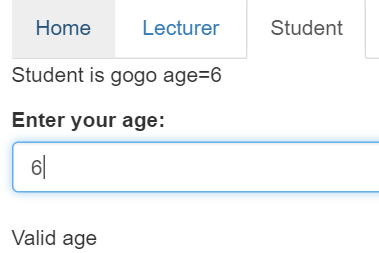 Home Lecturer Student
Student is gogo age=6
Enter your age:
6
Valid age